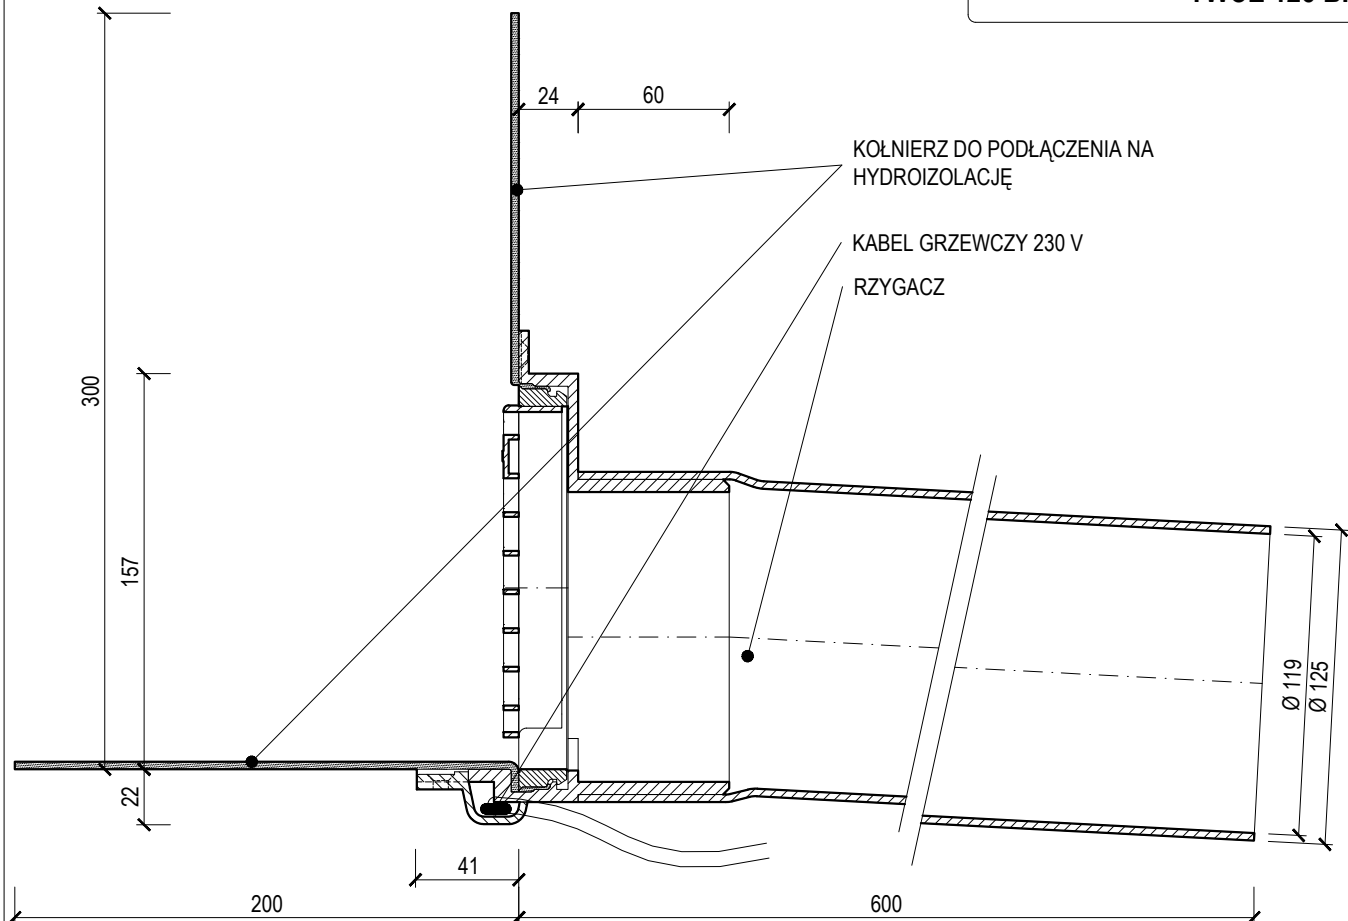 24
60
KOŁNIERZ DO PODŁĄCZENIA NA
HYDROIZOLACJĘ
KABEL GRZEWCZY 230 V
RZYGACZ
300
157
22
41
200
600
Ø 119
Ø 125